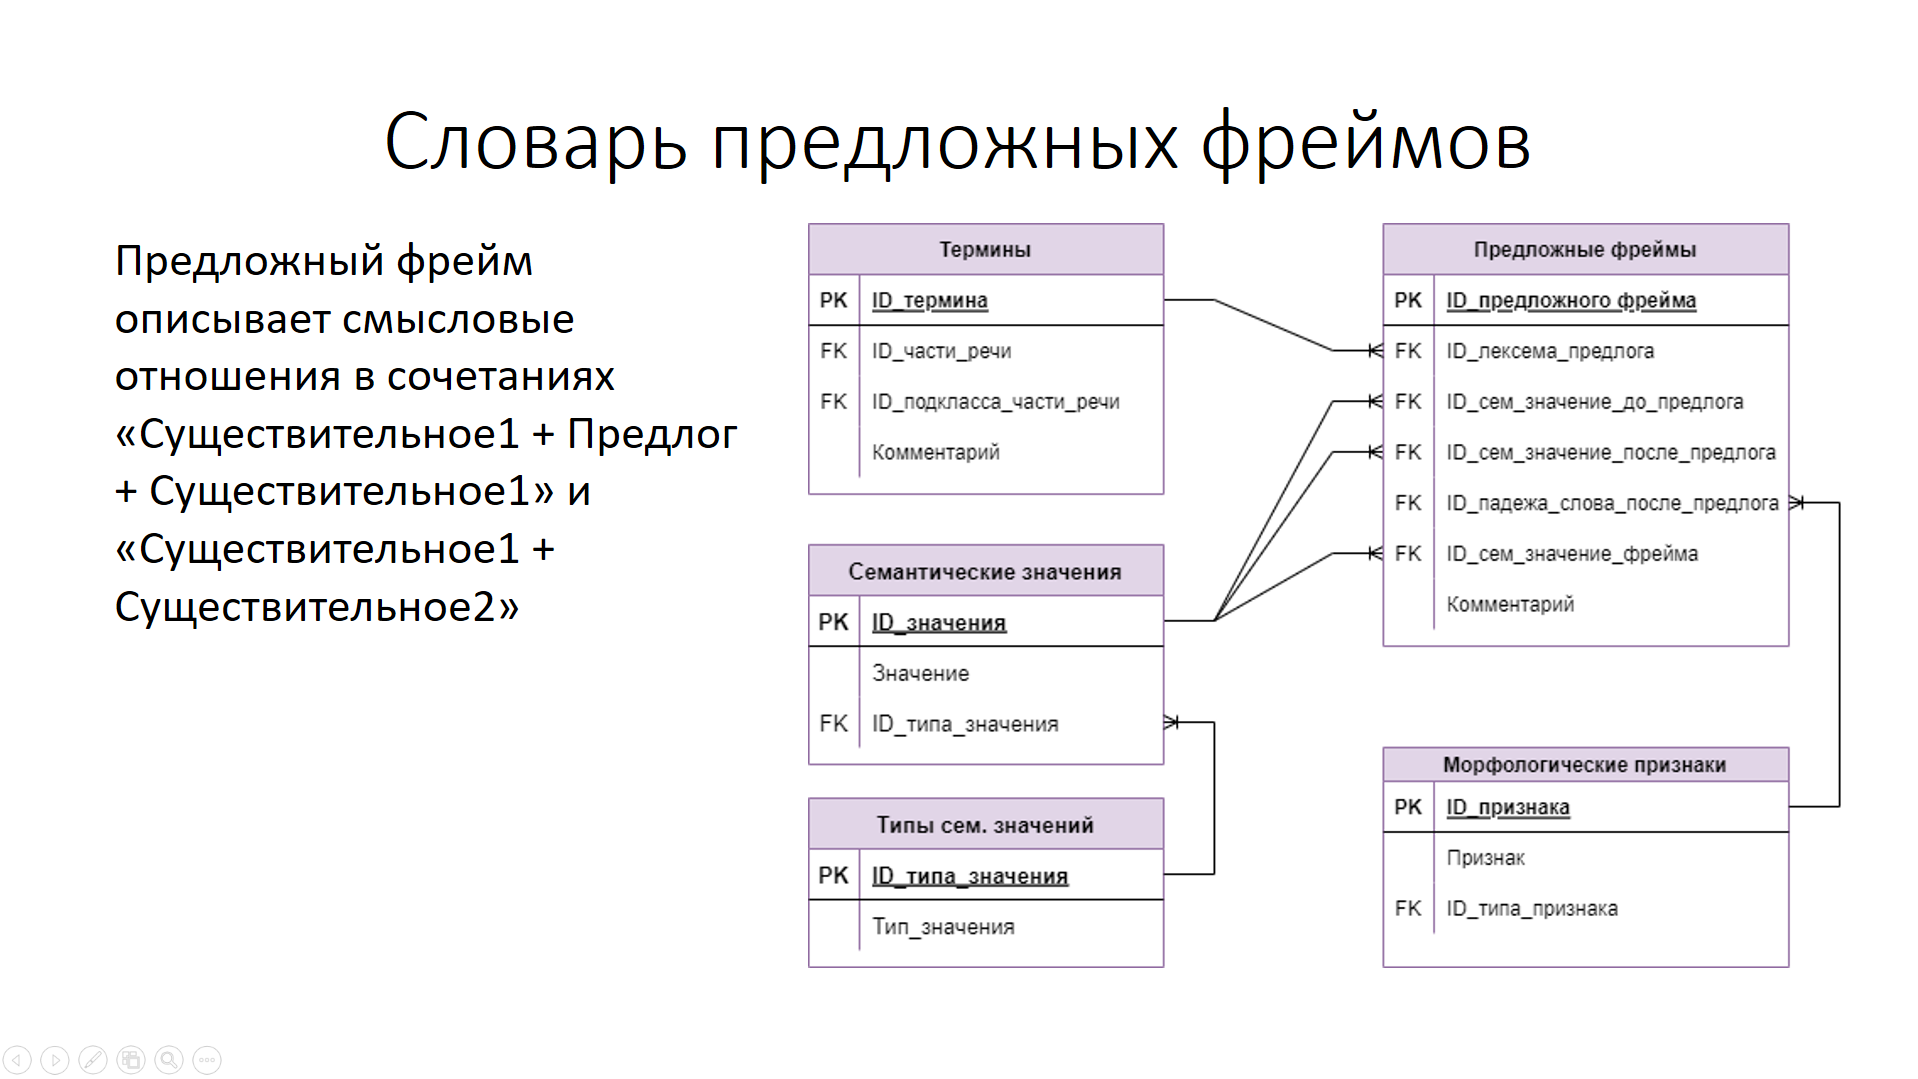 Словарь предложных фреймов
Предложный фрейм
описывает смысловые
отношения в сочетаниях
«Существительное1 + Предлог
+ Существительное1» и
«Существительное1 +
Существительное2»
Термины
PK ID_термина
FK ID_части_речи
FK ID_подкласса_части_речи
Комментарий
Семантические значения
PK ID_значения
Значение
FK ID_типа_значения
Типы сем. значений
PK ID_типа_значения
Тип_значения
Предложные фреймы
PK ID_предложного фрейма
FK ID_лексема_предлога
FK ID_сем_значение_до_предлога
FK ID_сем_значение_после_предлога
FK ID_падежа_слова_после_предлога
FK ID_сем_значение_фрейма
Комментарий
Морфологические признаки
PK ID_признака
Признак
FK ID_типа_признака